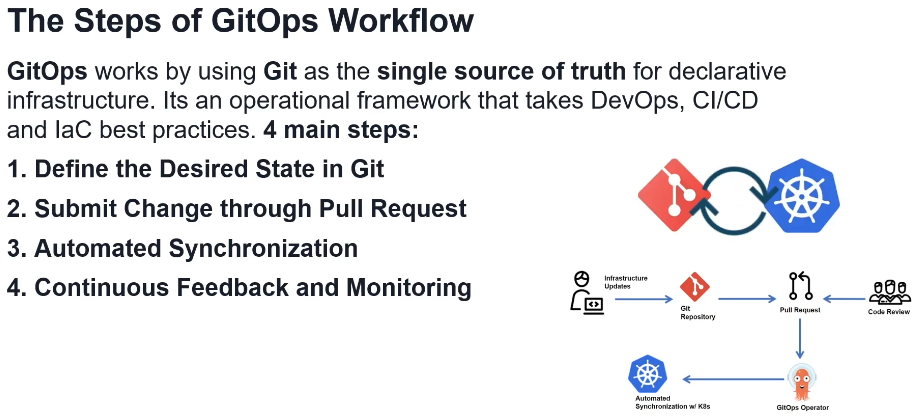 The Steps of GitOps Workflow
GitOps works by using Git as the single source of truth for declarative
infrastructure. Its an operational framework that takes DevOps, CI/CD
and IaC best practices. 4 main steps:
1. Define the Desired State in Git
2. Submit Change through Pull Request
3. Automated Synchronization
4. Continuous Feedback and Monitoring
Infrastructure
Updates
Git
Repository
Pull Request
Code Review
Automated
Synchronization w/ K8s
GitOps Operator